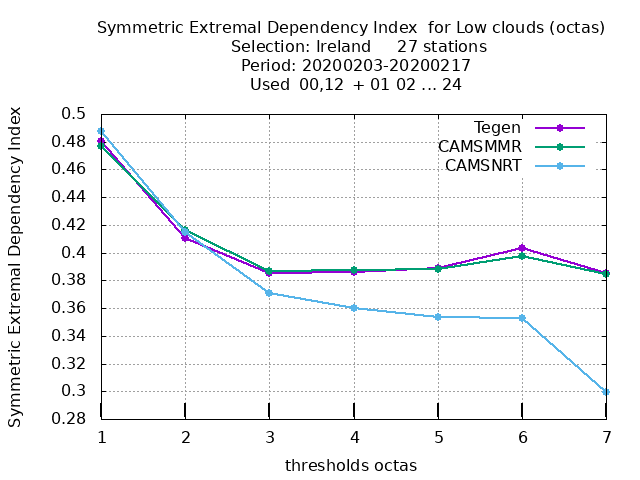 Symmetric Extremal Dependency Index  for Low clouds (octas)
Selection: Ireland     27 stations
Period: 20200203-20200217
Used  00,12  + 01 02 ... 24
Symmetric Extremal Dependency Index
0.5
0.48
0.46
0.44
0.42
0.4
0.38
0.36
0.34
0.32
0.3
0.28
Tegen
CAMSMMR
CAMSNRT
1 2 3 4 5 6 7
thresholds octas